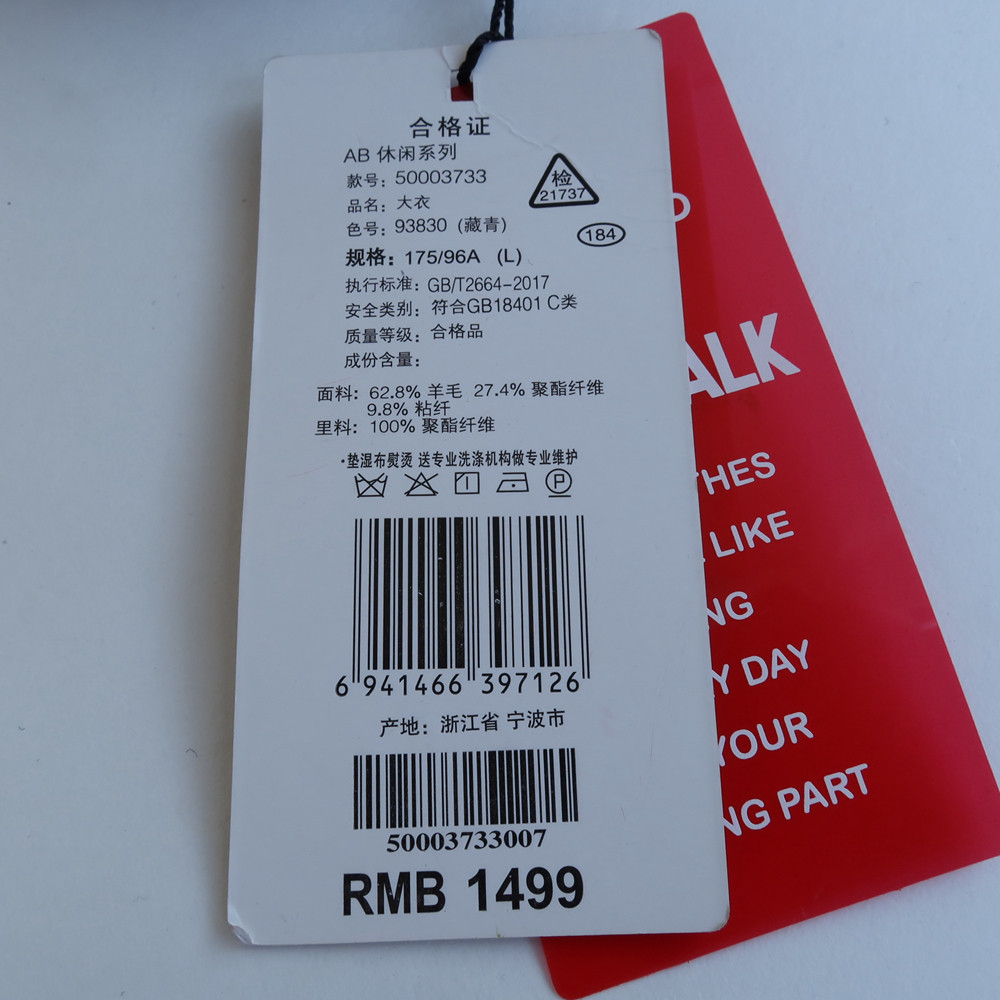 合格证
AB 休闲系列
款号：50003733
品名：大衣
色号：93830 (藏青)
规格：175/96A (L)
检
21737
184
执行标准：GB/T2664-2017
安全类别：符合GB18401 C类
质量等级：合格品
成份含量：
面料：62.8% 羊毛 27.4% 聚酯纤维
9.8% 粘纤
里料：100% 聚酯纤维
·垫湿布熨烫 送专业洗涤机构做专业维护
P
6 941466 397126
产地：浙江省 宁波市
50003733007
RMB 1499
ALK
THES
LIKE
NG
Y DAY
YOUR
NG PART